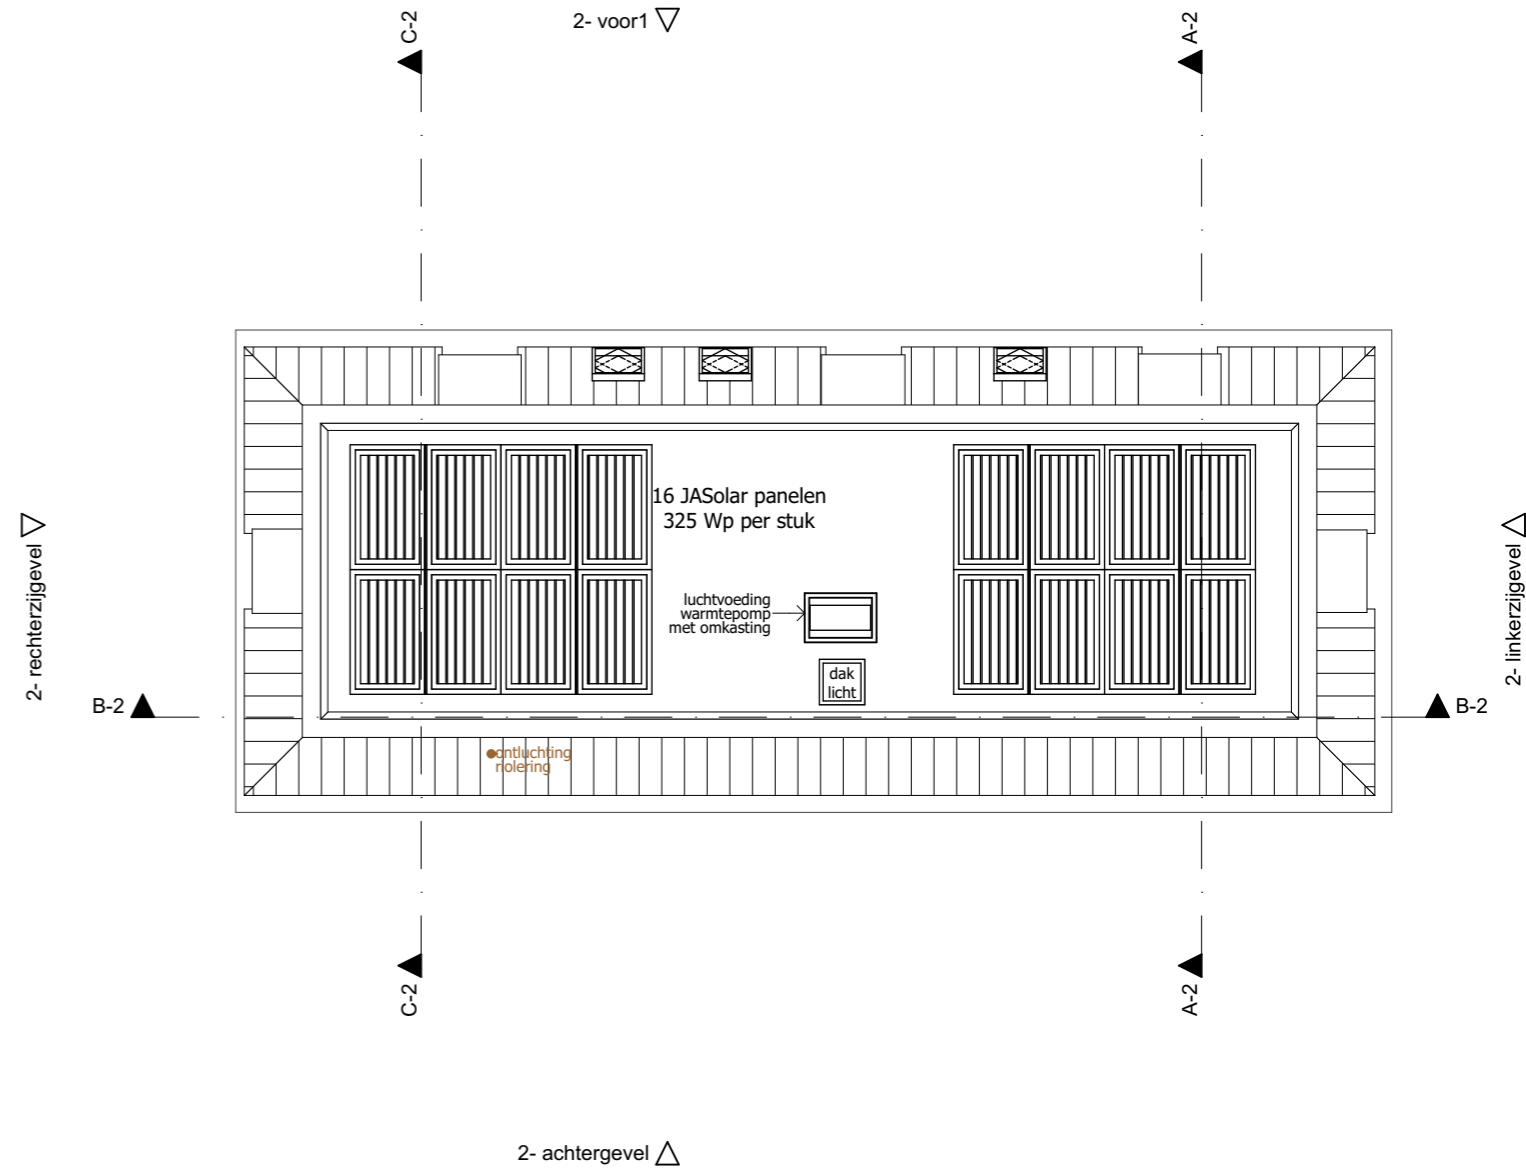 C-2
2- voor1
A-2
16 JASolar panelen
325 Wp per stuk
luchtvoeding
warmtepomp
met omkasting
dak
licht
2- rechterzijgevel
2- linkerzijgevel
B-2
B-2
ontluchting
riolering
C-2
A-2
2- achtergevel